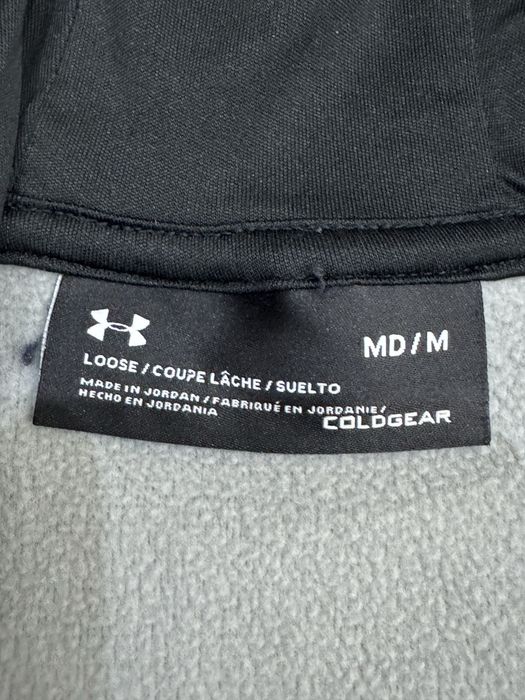 MD/M
LOOSE / COUPE LÂCHE / SUELTO
MADE IN JORDAN / FABRIQUÉ EN JORDANIE /
HECHO EN JORDANIA
COLDGEAR